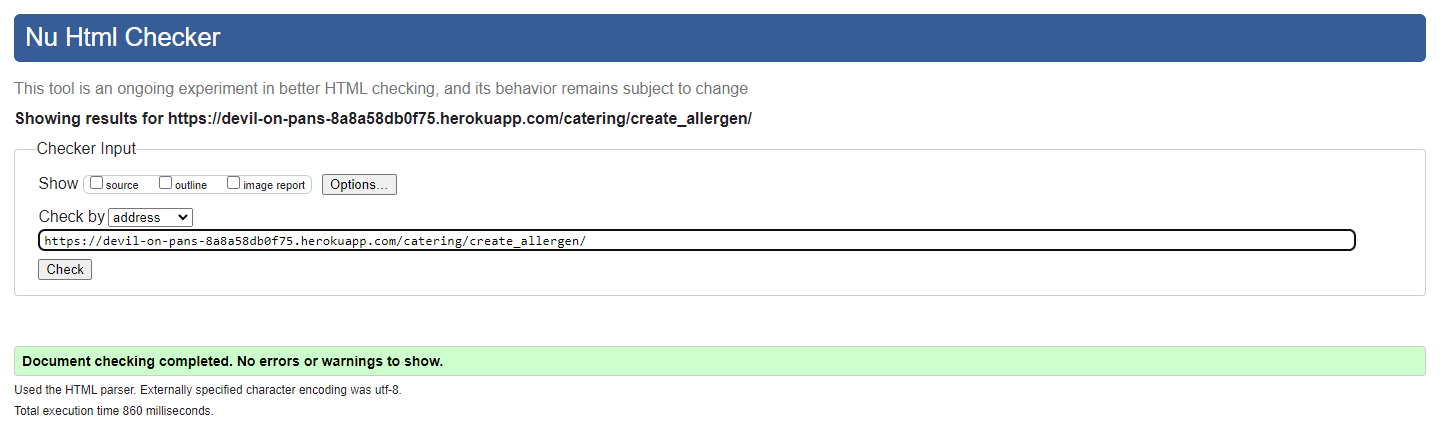 Nu Html Checker
This tool is an ongoing experiment in better HTML checking, and its behavior remains subject to change
Showing results for https://devil-on-pans-8a8a58db0f75.herokuapp.com/catering/create_allergen/
Checker Input
Show source outline image report Options...
Check by address
https://devil-on-pans-8a8a58db0f75.herokuapp.com/catering/create_allergen/
Check
Document checking completed. No errors or warnings to show.
Used the HTML parser. Externally specified character encoding was utf-8.
Total execution time 860 milliseconds.